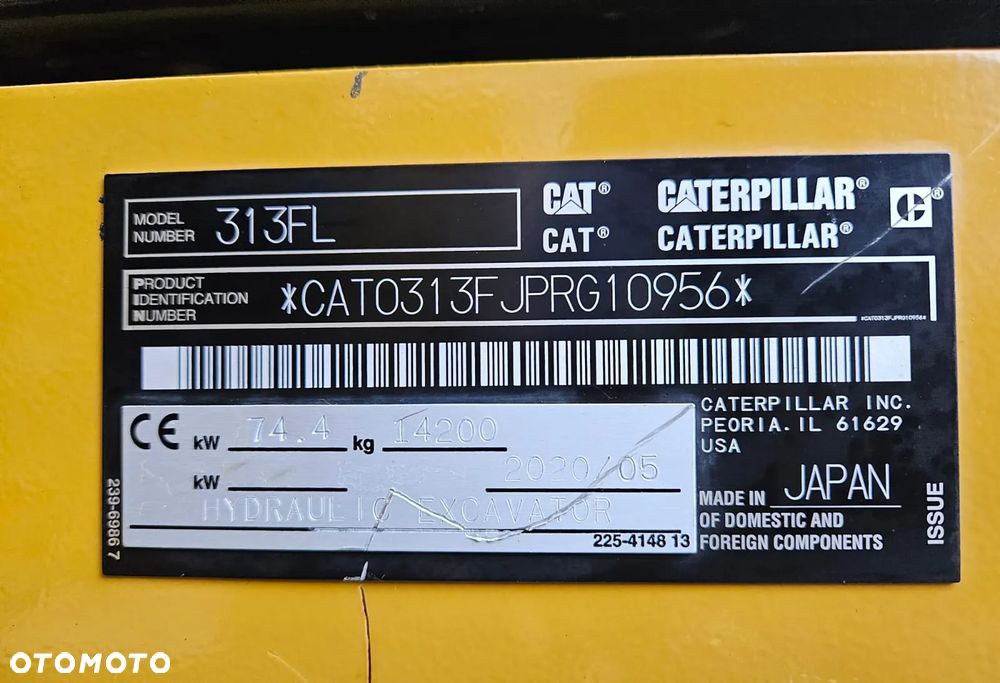 MODEL NUMBER 313FL
CAT® CATERPILLAR®
CAT® CATERPILLAR®
PRODUCT
IDENTIFICATION
NUMBER
*CAT0313FJPRG10956*
*CAT0313FJPRG10956*
CE kW 74.4 kg 14200
kW 2020/05
HYDRAULIC EXCAVATOR
225-4148 13
CATERPILLAR INC.
PEORIA.IL 61629
USA
MADE IN JAPAN
OF DOMESTIC AND
FOREIGN COMPONENTS
ISSUE
239-6986 7
OTOMOTO